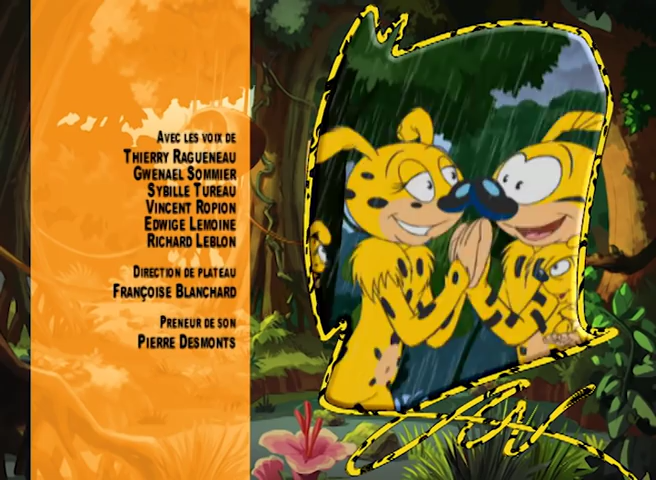 Avec les voix de
Thierry Ragueneau
Gwenael Sommier
Sybille Tureau
Vincent Ropion
Edwige Lemoine
Richard Leblon
Direction de plateau
Françoise Blanchard
Preneur de son
Pierre Desmonts